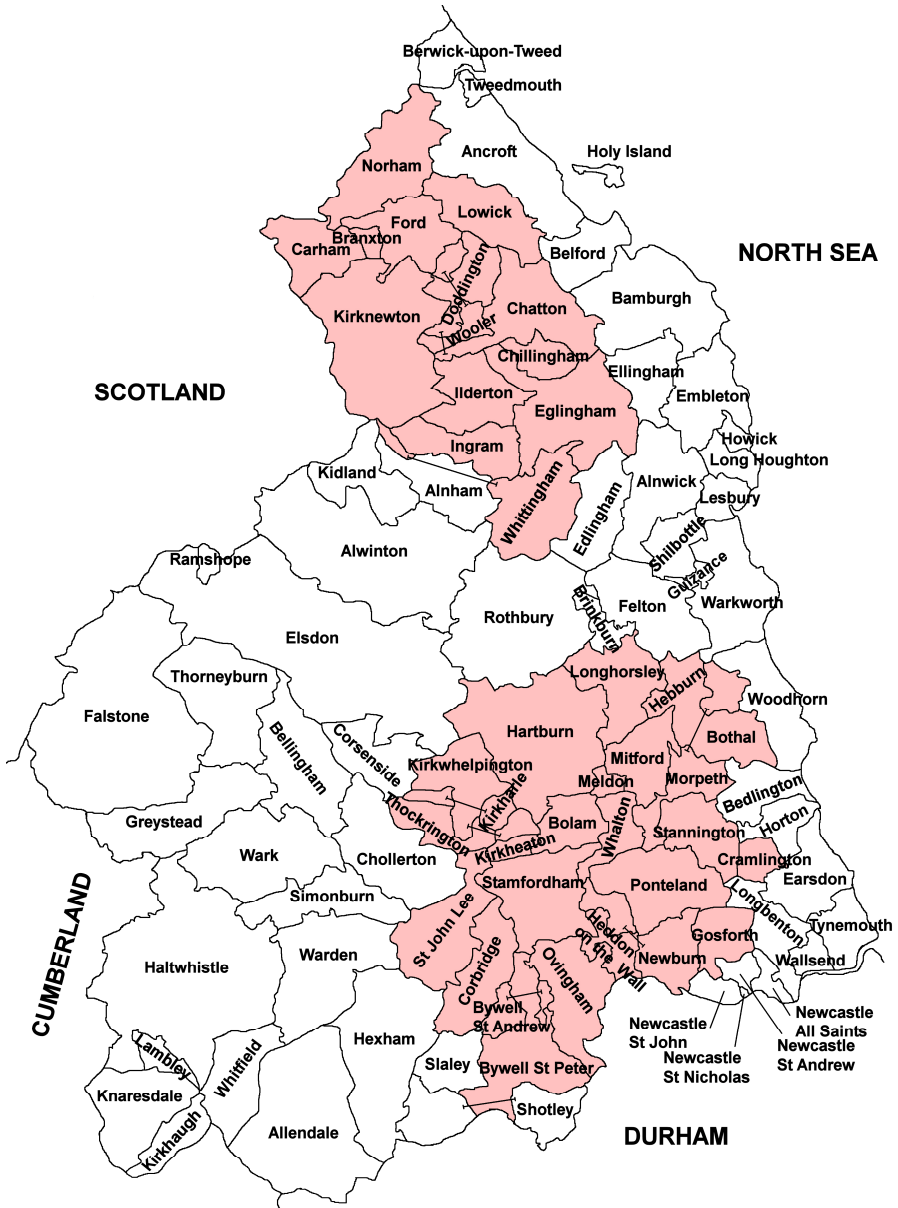 Berwick-upon-Tweed
Tweedmouth
Ancroft
Holy Island
Norham
Lowick
Ford
Branxton
Carham
Belford
NORTH SEA
Doddington
Bamburgh
Chatton
Kirknewton
Wooler
Chillingham
Ellingham
SCOTLAND
Ilderton
Embleton
Eglingham
Howick
Ingram
Long Houghton
Kidland
Alnham
Whittingham
Edlingham
Alnwick
Lesbury
Shilbottle
Alwinton
Ramshope
Guizance
Brinkburn
Felton
Warkworth
Rothbury
Elsdon
Longhorsley
Thorneyburn
Hebburn
Woodhorn
Falstone
Hartburn
Bothal
Bellingham
Corsenside
Mitford
Kirkwhelpington
Meldon
Morpeth
Bedlington
Kirkharle
Greystead
Thockrington
Bolam
Whalton
Stannington
Horton
Wark
Chollerton
Kirkheaton
Cramlington
Stamfordham
Ponteland
Earsdon
Simonburn
Longbenton
CUMBERLAND
St John Lee
Heddon
on the Wall
Gosforth
Tynemouth
Haltwhistle
Warden
Corbridge
Ovingham
Newburn
Wallsend
Bywell
St Andrew
Newcastle
All Saints
Newcastle
St John
Hexham
Newcastle
St Andrew
Newcastle
St Nicholas
Lambley
Whitfield
Slaley
Bywell St Peter
Knaresdale
Shotley
Kirkhaugh
Allendale
DURHAM